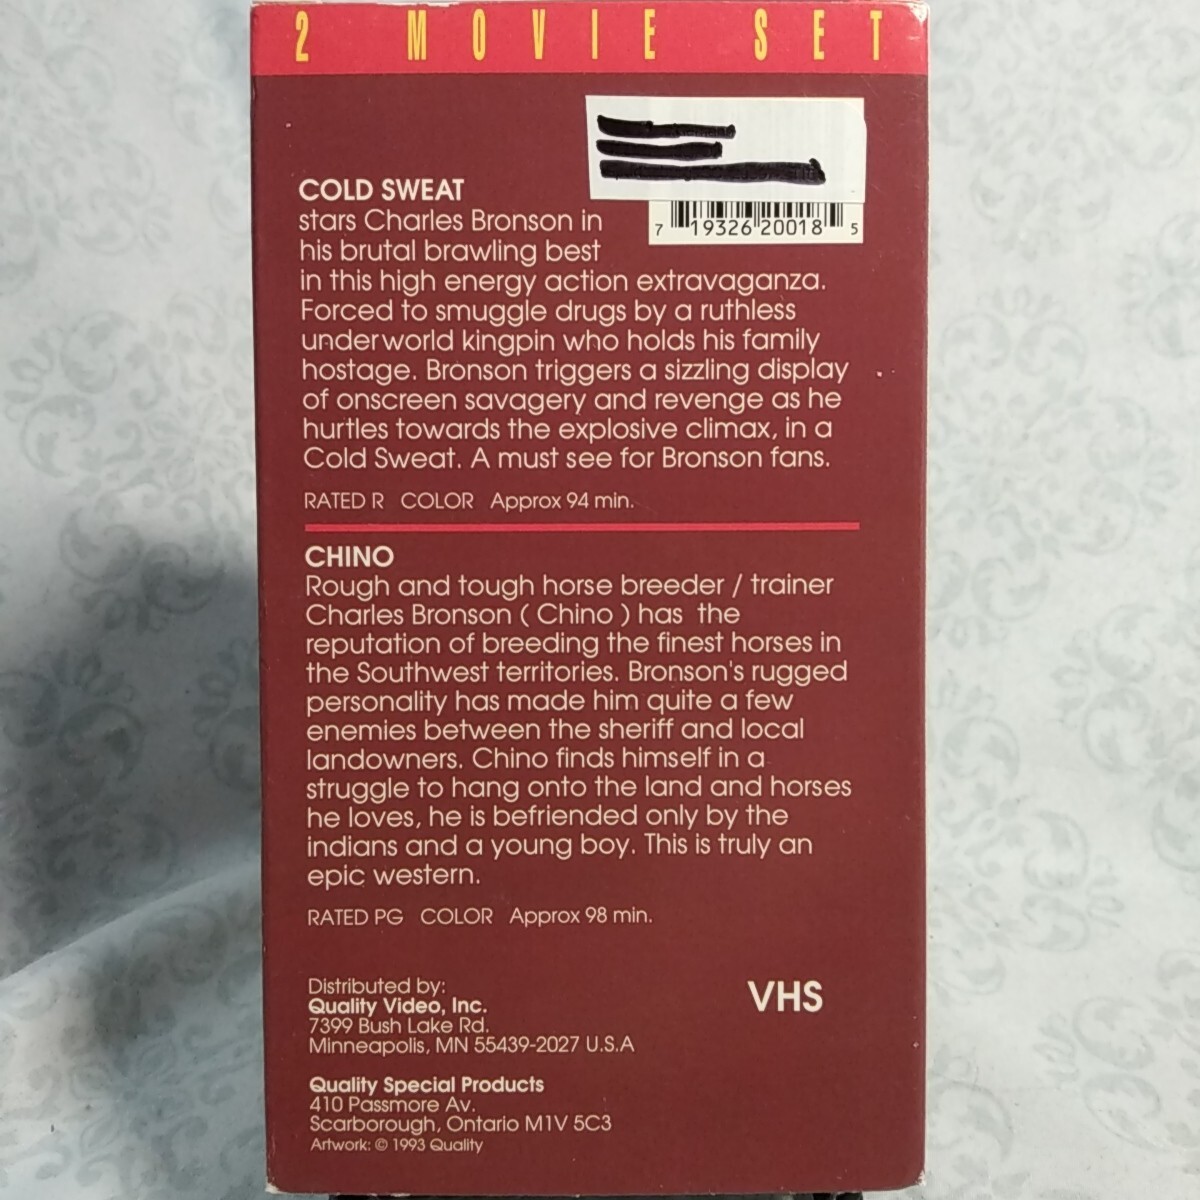 2 MOVIE SET
7 19326 20018 5
COLD SWEAT
stars Charles Bronson in
his brutal brawling best
in this high energy action extravaganza.
Forced to smuggle drugs by a ruthless
underworld kingpin who holds his family
hostage. Bronson triggers a sizzling display
of onscreen savagery and revenge as he
hurtles towards the explosive climax, in a
Cold Sweat. A must see for Bronson fans.
RATED R COLOR Approx 94 min.
CHINO
Rough and tough horse breeder / trainer
Charles Bronson ( Chino ) has the
reputation of breeding the finest horses in
the Southwest territories. Bronson's rugged
personality has made him quite a few
enemies between the sheriff and local
landowners. Chino finds himself in a
struggle to hang onto the land and horses
he loves, he is befriended only by the
indians and a young boy. This is truly an
epic western.
RATED PG COLOR Approx 98 min.
Distributed by:
Quality Video, Inc.
7399 Bush Lake Rd.
Minneapolis, MN 55439-2027 U.S.A
VHS
Quality Special Products
410 Passmore Av.
Scarborough, Ontario M1V 5C3
Artwork: © 1993 Quality